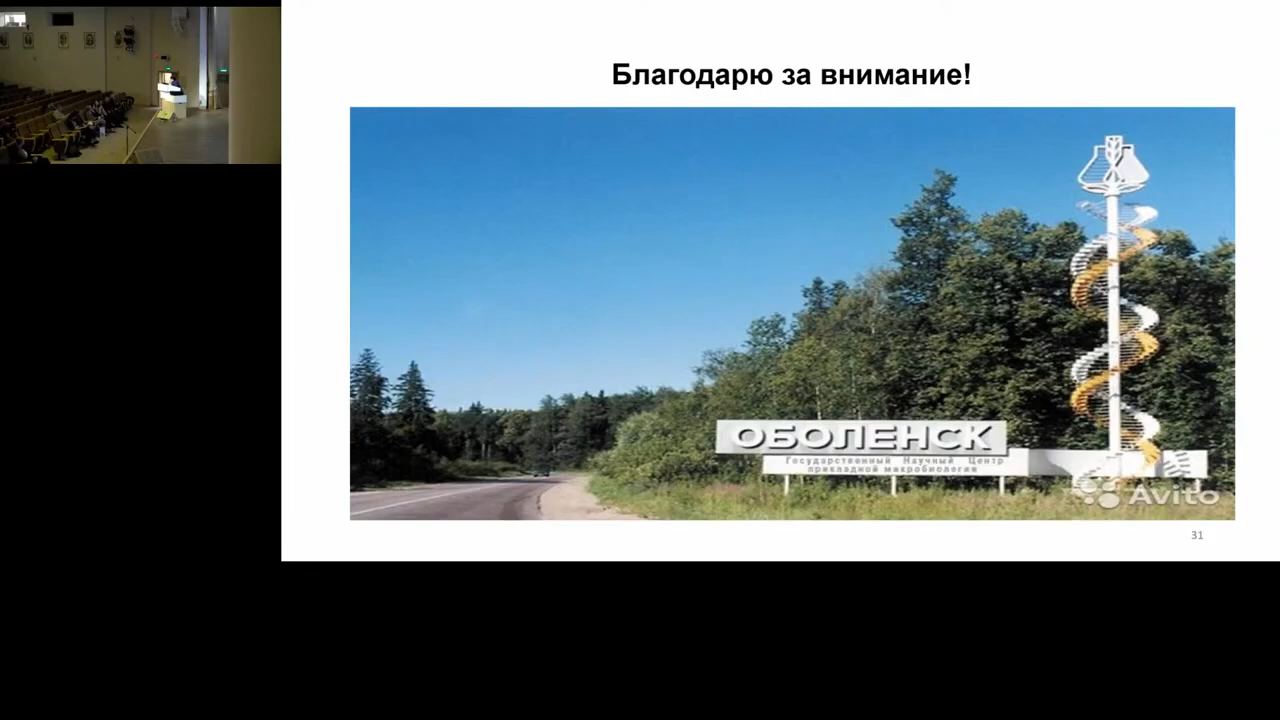 Благодарю за внимание!
ОБОЛЕНСК
Государственный Научный Центр
прикладной микробиологии
Avito
31